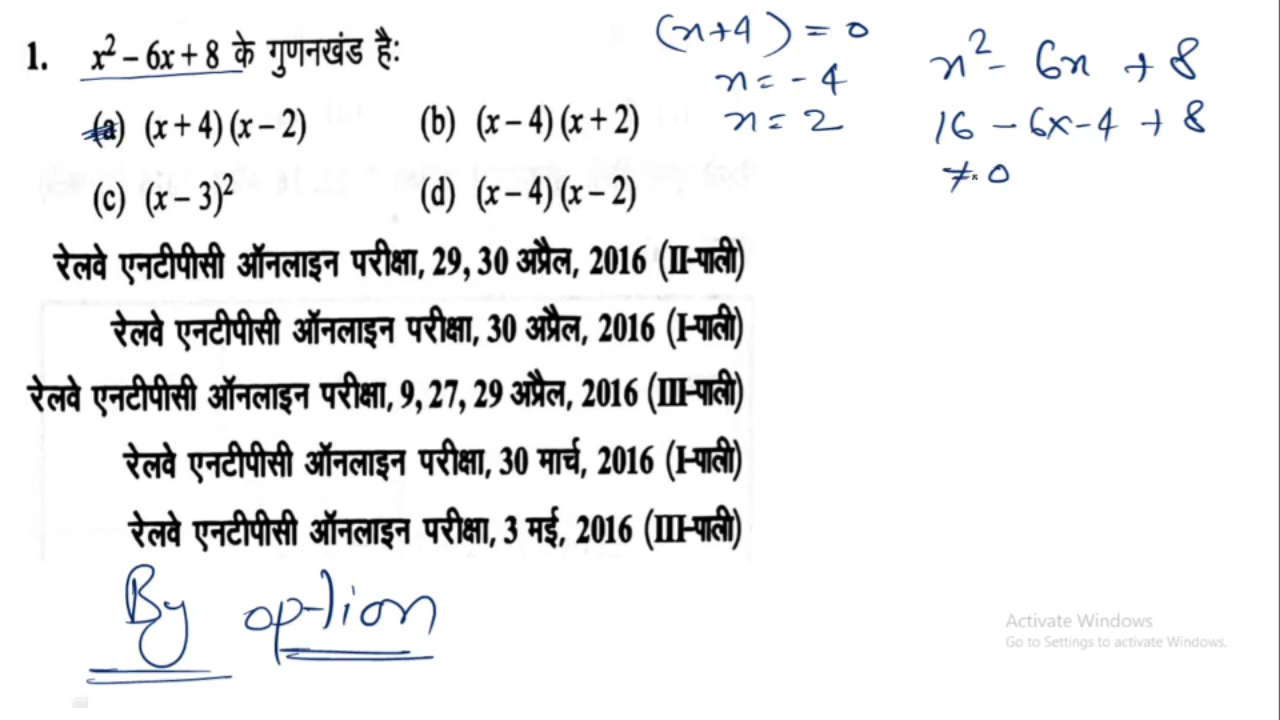 1. x² – 6x + 8 के गुणनखंड है:
(a) (x + 4) (x – 2) (b) (x – 4) (x + 2)
(c) (x – 3)² (d) (x – 4) (x – 2)
रेलवे एनटीपीसी ऑनलाइन परीक्षा, 29, 30 अप्रैल, 2016 (II-पाली)
रेलवे एनटीपीसी ऑनलाइन परीक्षा, 30 अप्रैल, 2016 (I-पाली)
रेलवे एनटीपीसी ऑनलाइन परीक्षा, 9, 27, 29 अप्रैल, 2016 (III-पाली)
रेलवे एनटीपीसी ऑनलाइन परीक्षा, 30 मार्च, 2016 (I-पाली)
रेलवे एनटीपीसी ऑनलाइन परीक्षा, 3 मई, 2016 (III-पाली)
By option
(x+4) = 0
x = - 4
x = 2
x² - 6x + 8
16 - 6x-4 + 8
≠ 0
Activate Windows
Go to Settings to activate Windows.